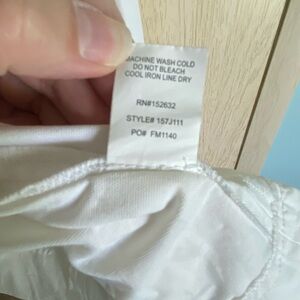 MACHINE WASH COLD
DO NOT BLEACH
COOL IRON LINE DRY
RN#152632
STYLE# 157J111
PO# FM1140